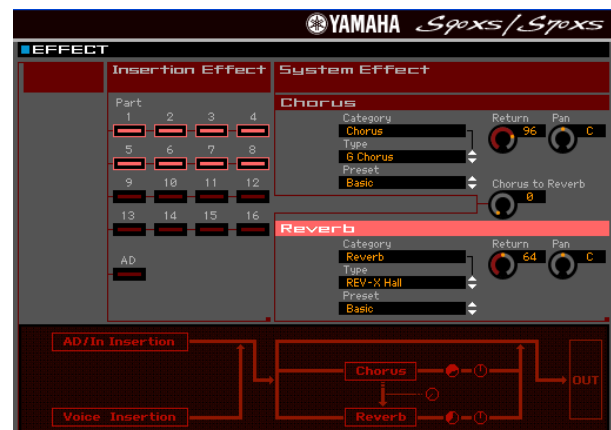 YAMAHA S90XS/S70XS
EFFECT
Insertion Effect
System Effect
Part
1 2 3 4
5 6 7 8
9 10 11 12
13 14 15 16
AD
Chorus
Category
Chorus
Type
G Chorus
Preset
Basic
Return
96
Pan
C
Chorus to Reverb
0
Reverb
Category
Reverb
Type
REV-X Hall
Preset
Basic
Return
64
Pan
C
AD/In Insertion
Voice Insertion
Chorus
Reverb
OUT